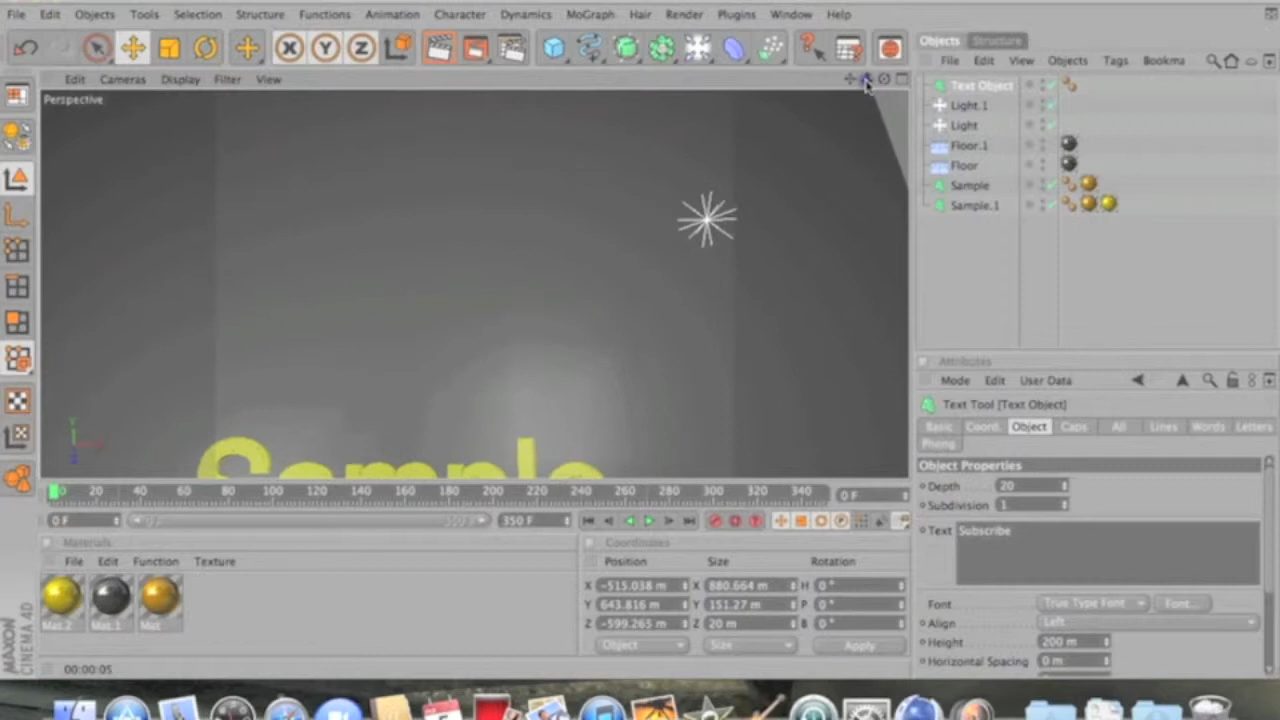 File Edit Objects Tools Selection Structure Functions Animation Character Dynamics MoGraph Hair Render Plugins Window Help
Objects Structure
File Edit View Objects Tags Bookma
Edit Cameras Display Filter View
Perspective
Text Object
Light.1
Light
Floor.1
Floor
Sample
Sample.1
X Y Z
Sample
Attributes
Mode Edit User Data
Text Tool [Text Object]
Basic Coord. Object Caps All Lines Words Letters
Phong
Object Properties
Depth 20
Subdivision 1
Text Subscribe
Font True Type Font Font...
Align Left
Height 200 m
Horizontal Spacing 0 m
0 20 40 60 80 100 120 140 160 180 200 220 240 260 280 300 320 340 0 F
0 F 350 F
Materials
File Edit Function Texture
Mat.2 Mat.1 Mat
Coordinates
Position Size Rotation
X -515.038 m X 880.664 m H 0 °
Y 643.816 m Y 151.27 m P 0 °
Z -599.265 m Z 20 m B 0 °
Object Size Apply
MAXON CINEMA 4D
00:00:05